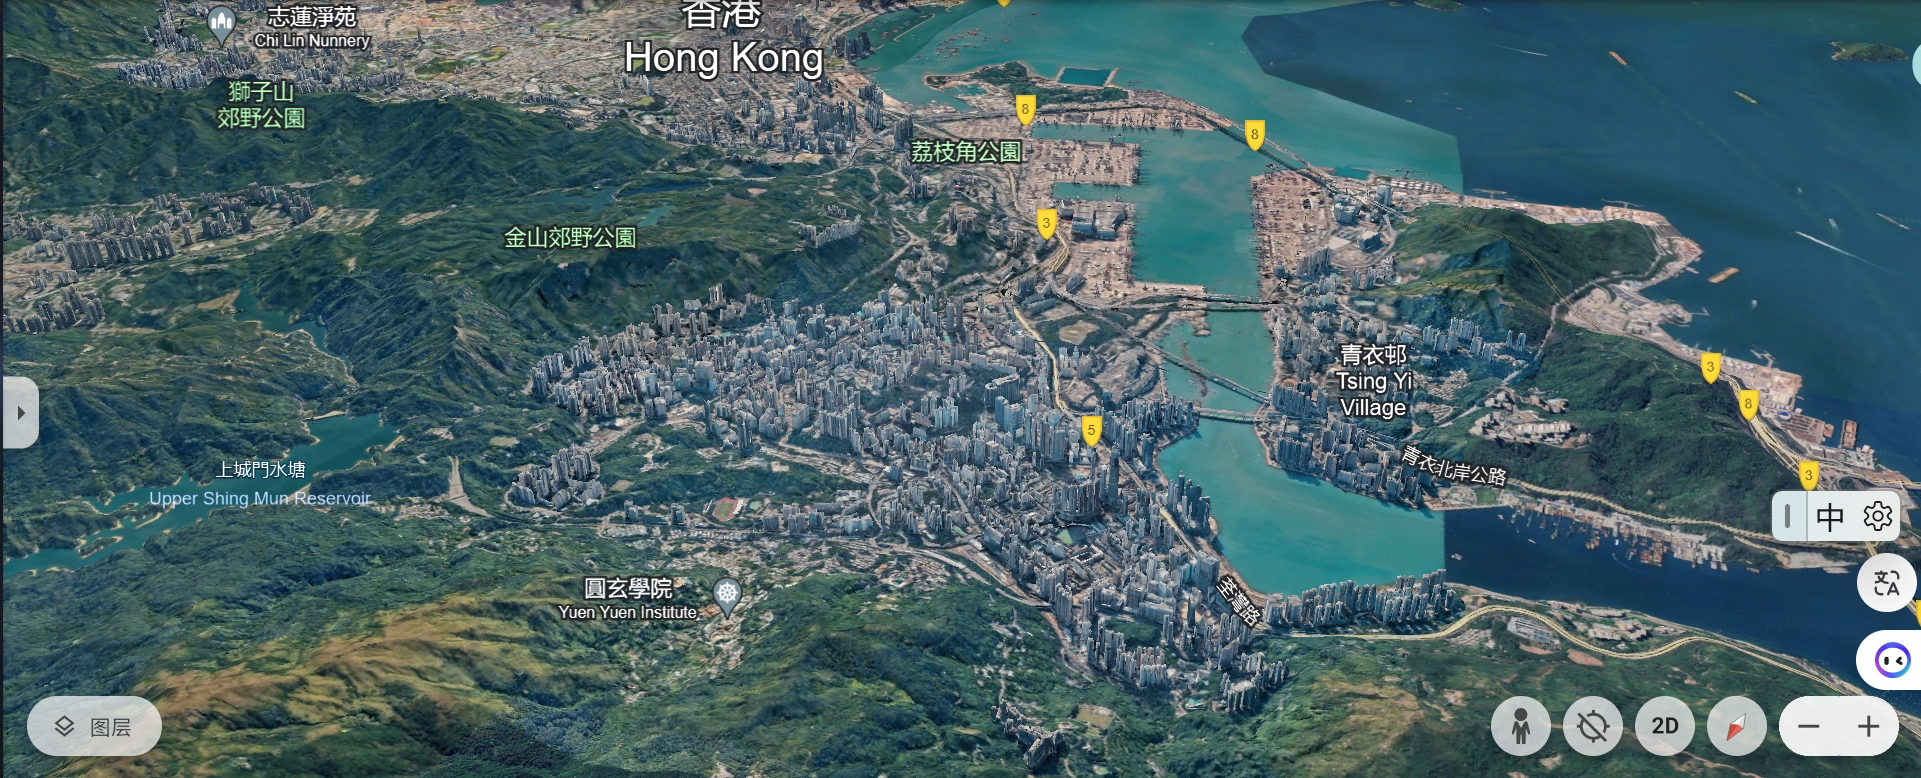 志蓮淨苑
Chi Lin Nunnery
香港
Hong Kong
獅子山
郊野公園
8
8
荔枝角公園
3
金山郊野公園
青衣邨
Tsing Yi
Village
3
8
5
青衣北岸公路
上城門水塘
Upper Shing Mun Reservoir
3
中
文A
圓玄學院
Yuen Yuen Institute
荃灣路
图层
2D